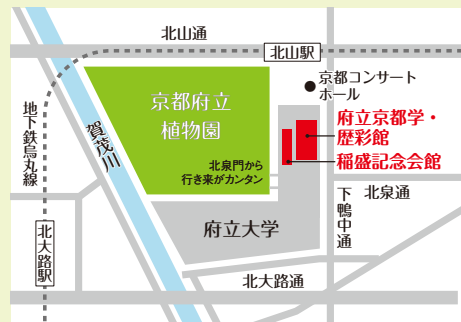 北山通
北山駅
京都コンサート
ホール
京都府立
植物園
府立京都学・
歴彩館
稲盛記念会館
地下鉄烏丸線
賀茂川
北泉門から
行き来がカンタン
下鴨中通
北泉通
府立大学
北大路駅
北大路通